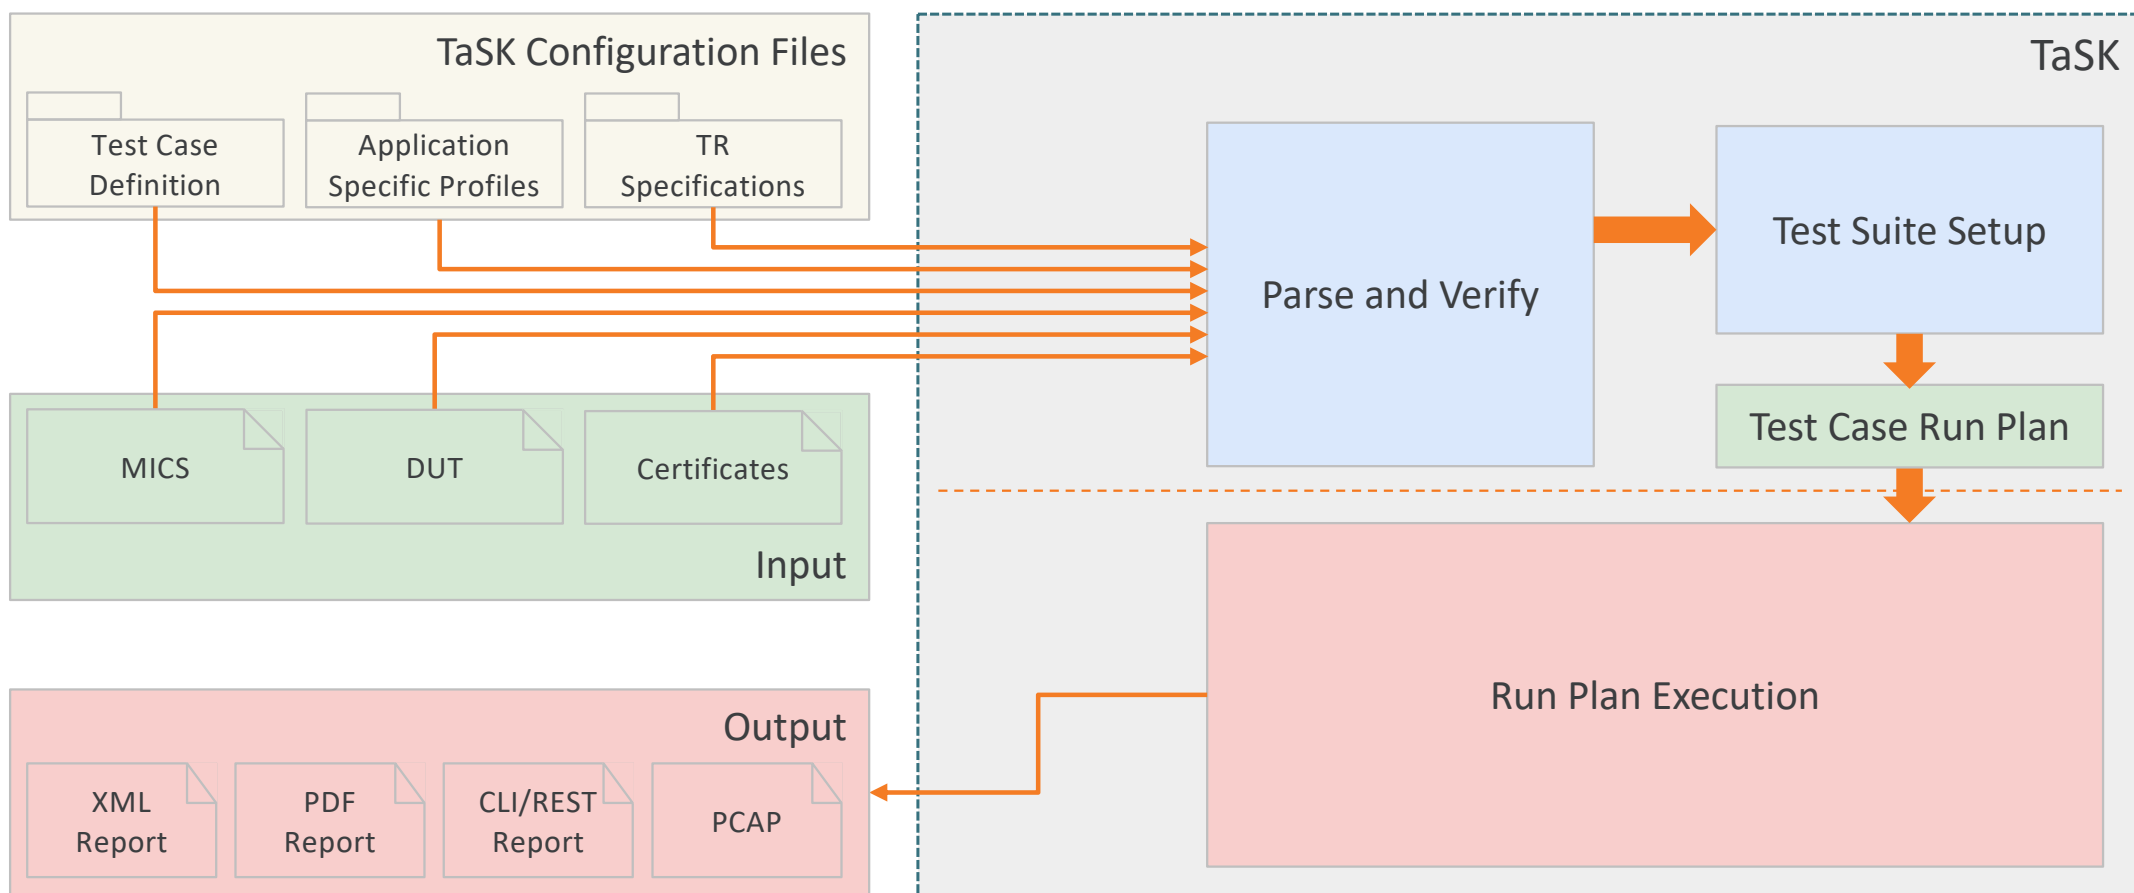 TaSK Configuration Files
Test Case
Definition
Application
Specific Profiles
TR
Specifications
MICS
DUT
Certificates
Input
Output
XML
Report
PDF
Report
CLI/REST
Report
PCAP
TaSK
Parse and Verify
Test Suite Setup
Test Case Run Plan
Run Plan Execution